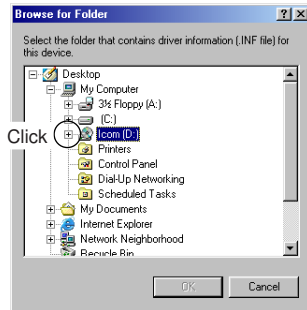 Browse for Folder
Select the folder that contains driver information (.INF file) for
this device.
Desktop
My Computer
3½ Floppy (A:)
(C:)
Click
Icom (D:)
Printers
Control Panel
Dial-Up Networking
Scheduled Tasks
My Documents
Internet Explorer
Network Neighborhood
Recycle Bin
OK Cancel